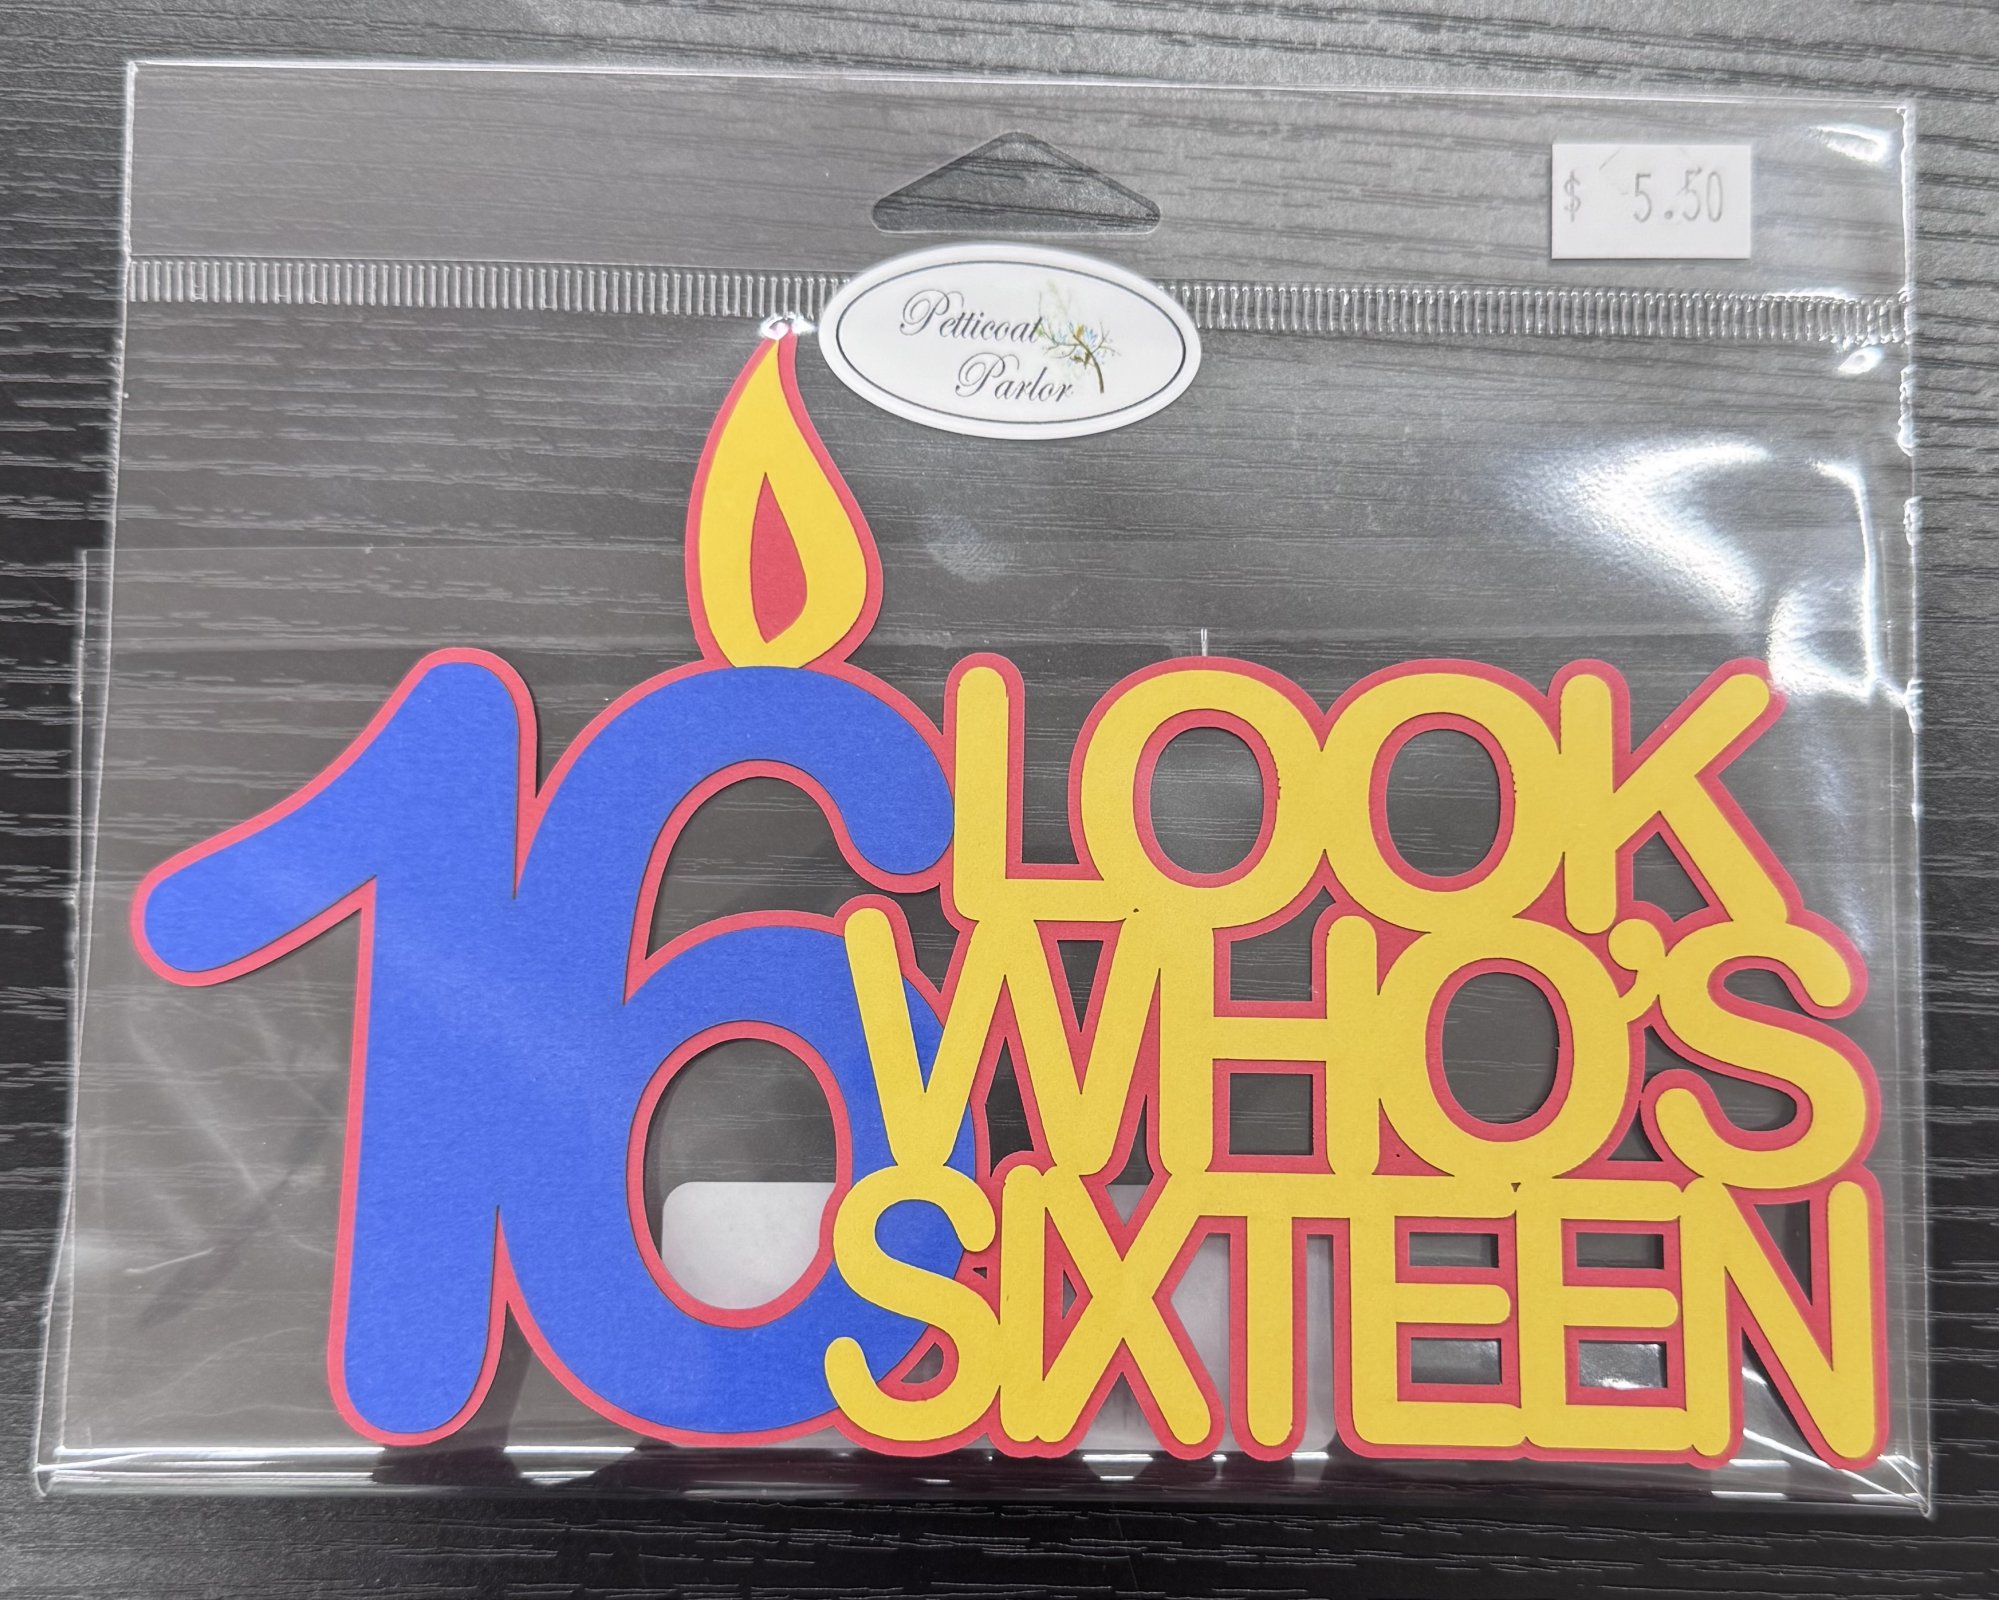 $ 5.50
Petticoat
Parlor
16
LOOK
WHO'S
SIXTEEN